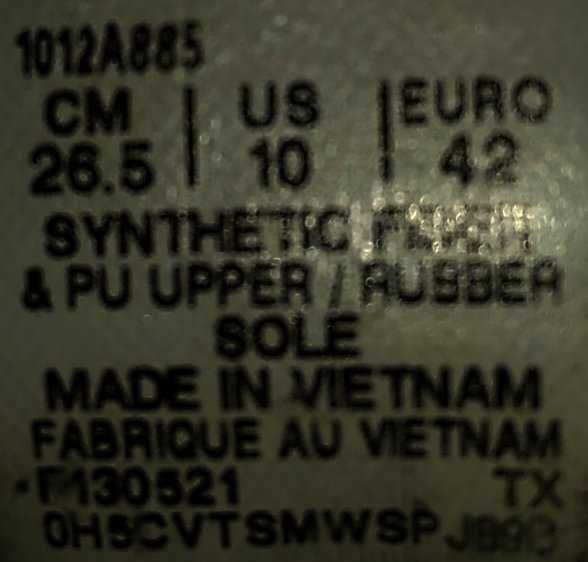 1012A885
CM | US | EURO
26.5 | 10 | 42
SYNTHETIC FIBER
& PU UPPER / RUBBER
SOLE
MADE IN VIETNAM
FABRIQUE AU VIETNAM
130521 TX
0H5CVTSMWSP